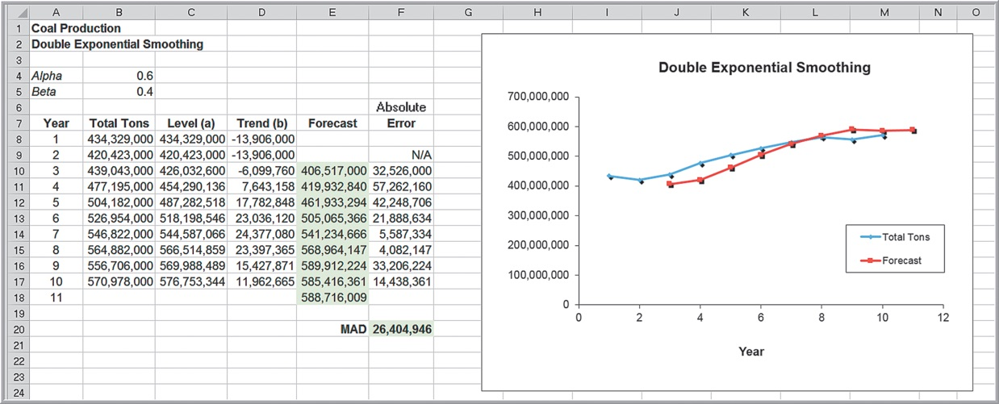 A B C D E F G H I J K L M N O
1 Coal Production
2 Double Exponential Smoothing
3
4 Alpha 0.6
5 Beta 0.4
6 Absolute
7 Year Total Tons Level (a) Trend (b) Forecast Error
8 1 434,329,000 434,329,000 -13,906,000
9 2 420,423,000 420,423,000 -13,906,000 N/A
10 3 439,043,000 426,032,600 -6,099,760 406,517,000 32,526,000
11 4 477,195,000 454,290,136 7,643,158 419,932,840 57,262,160
12 5 504,182,000 487,282,518 17,782,848 461,933,294 42,248,706
13 6 526,954,000 518,198,546 23,036,120 505,065,366 21,888,634
14 7 546,822,000 544,587,066 24,377,080 541,234,666 5,587,334
15 8 564,882,000 566,514,859 23,397,365 568,964,147 4,082,147
16 9 556,706,000 569,988,489 15,427,871 589,912,224 33,206,224
17 10 570,978,000 576,753,344 11,962,665 585,416,361 14,438,361
18 11 588,716,009
19
20 MAD 26,404,946
21
22
23
24
Double Exponential Smoothing
700,000,000
600,000,000
500,000,000
400,000,000
300,000,000
200,000,000
100,000,000
0
0 2 4 6 8 10 12
Year
Total Tons
Forecast